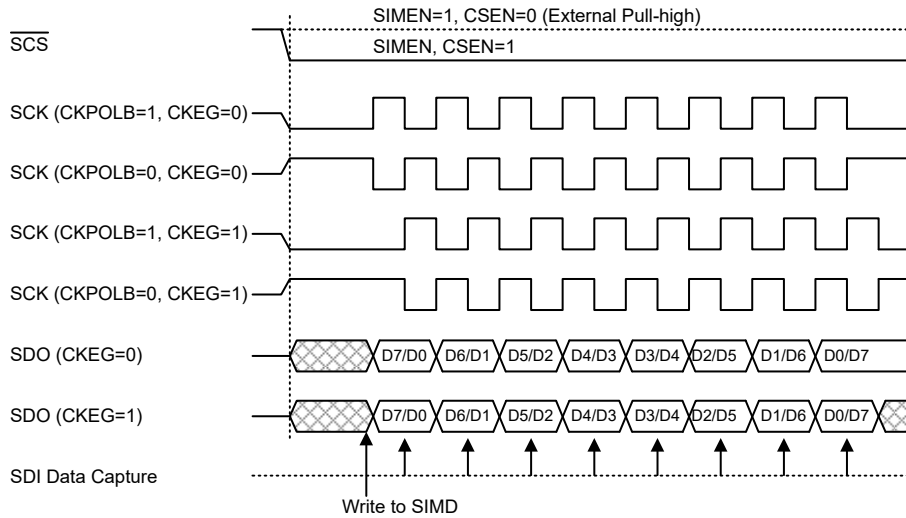 SIMEN=1, CSEN=0 (External Pull-high)
SCS
SIMEN, CSEN=1
SCK (CKPOLB=1, CKEG=0)
SCK (CKPOLB=0, CKEG=0)
SCK (CKPOLB=1, CKEG=1)
SCK (CKPOLB=0, CKEG=1)
SDO (CKEG=0) D7/D0 D6/D1 D5/D2 D4/D3 D3/D4 D2/D5 D1/D6 D0/D7
SDO (CKEG=1) D7/D0 D6/D1 D5/D2 D4/D3 D3/D4 D2/D5 D1/D6 D0/D7
SDI Data Capture
Write to SIMD